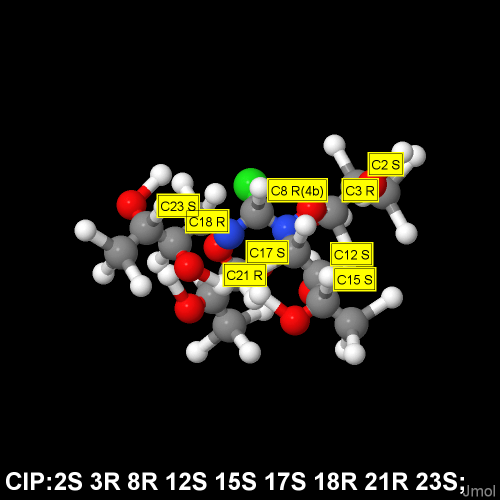 C2 S
C8 R(4b)
C3 R
C23 S
C18 R
C17 S
C12 S
C21 R
C15 S
CIP:2S 3R 8R 12S 15S 17S 18R 21R 23S;
Jmol